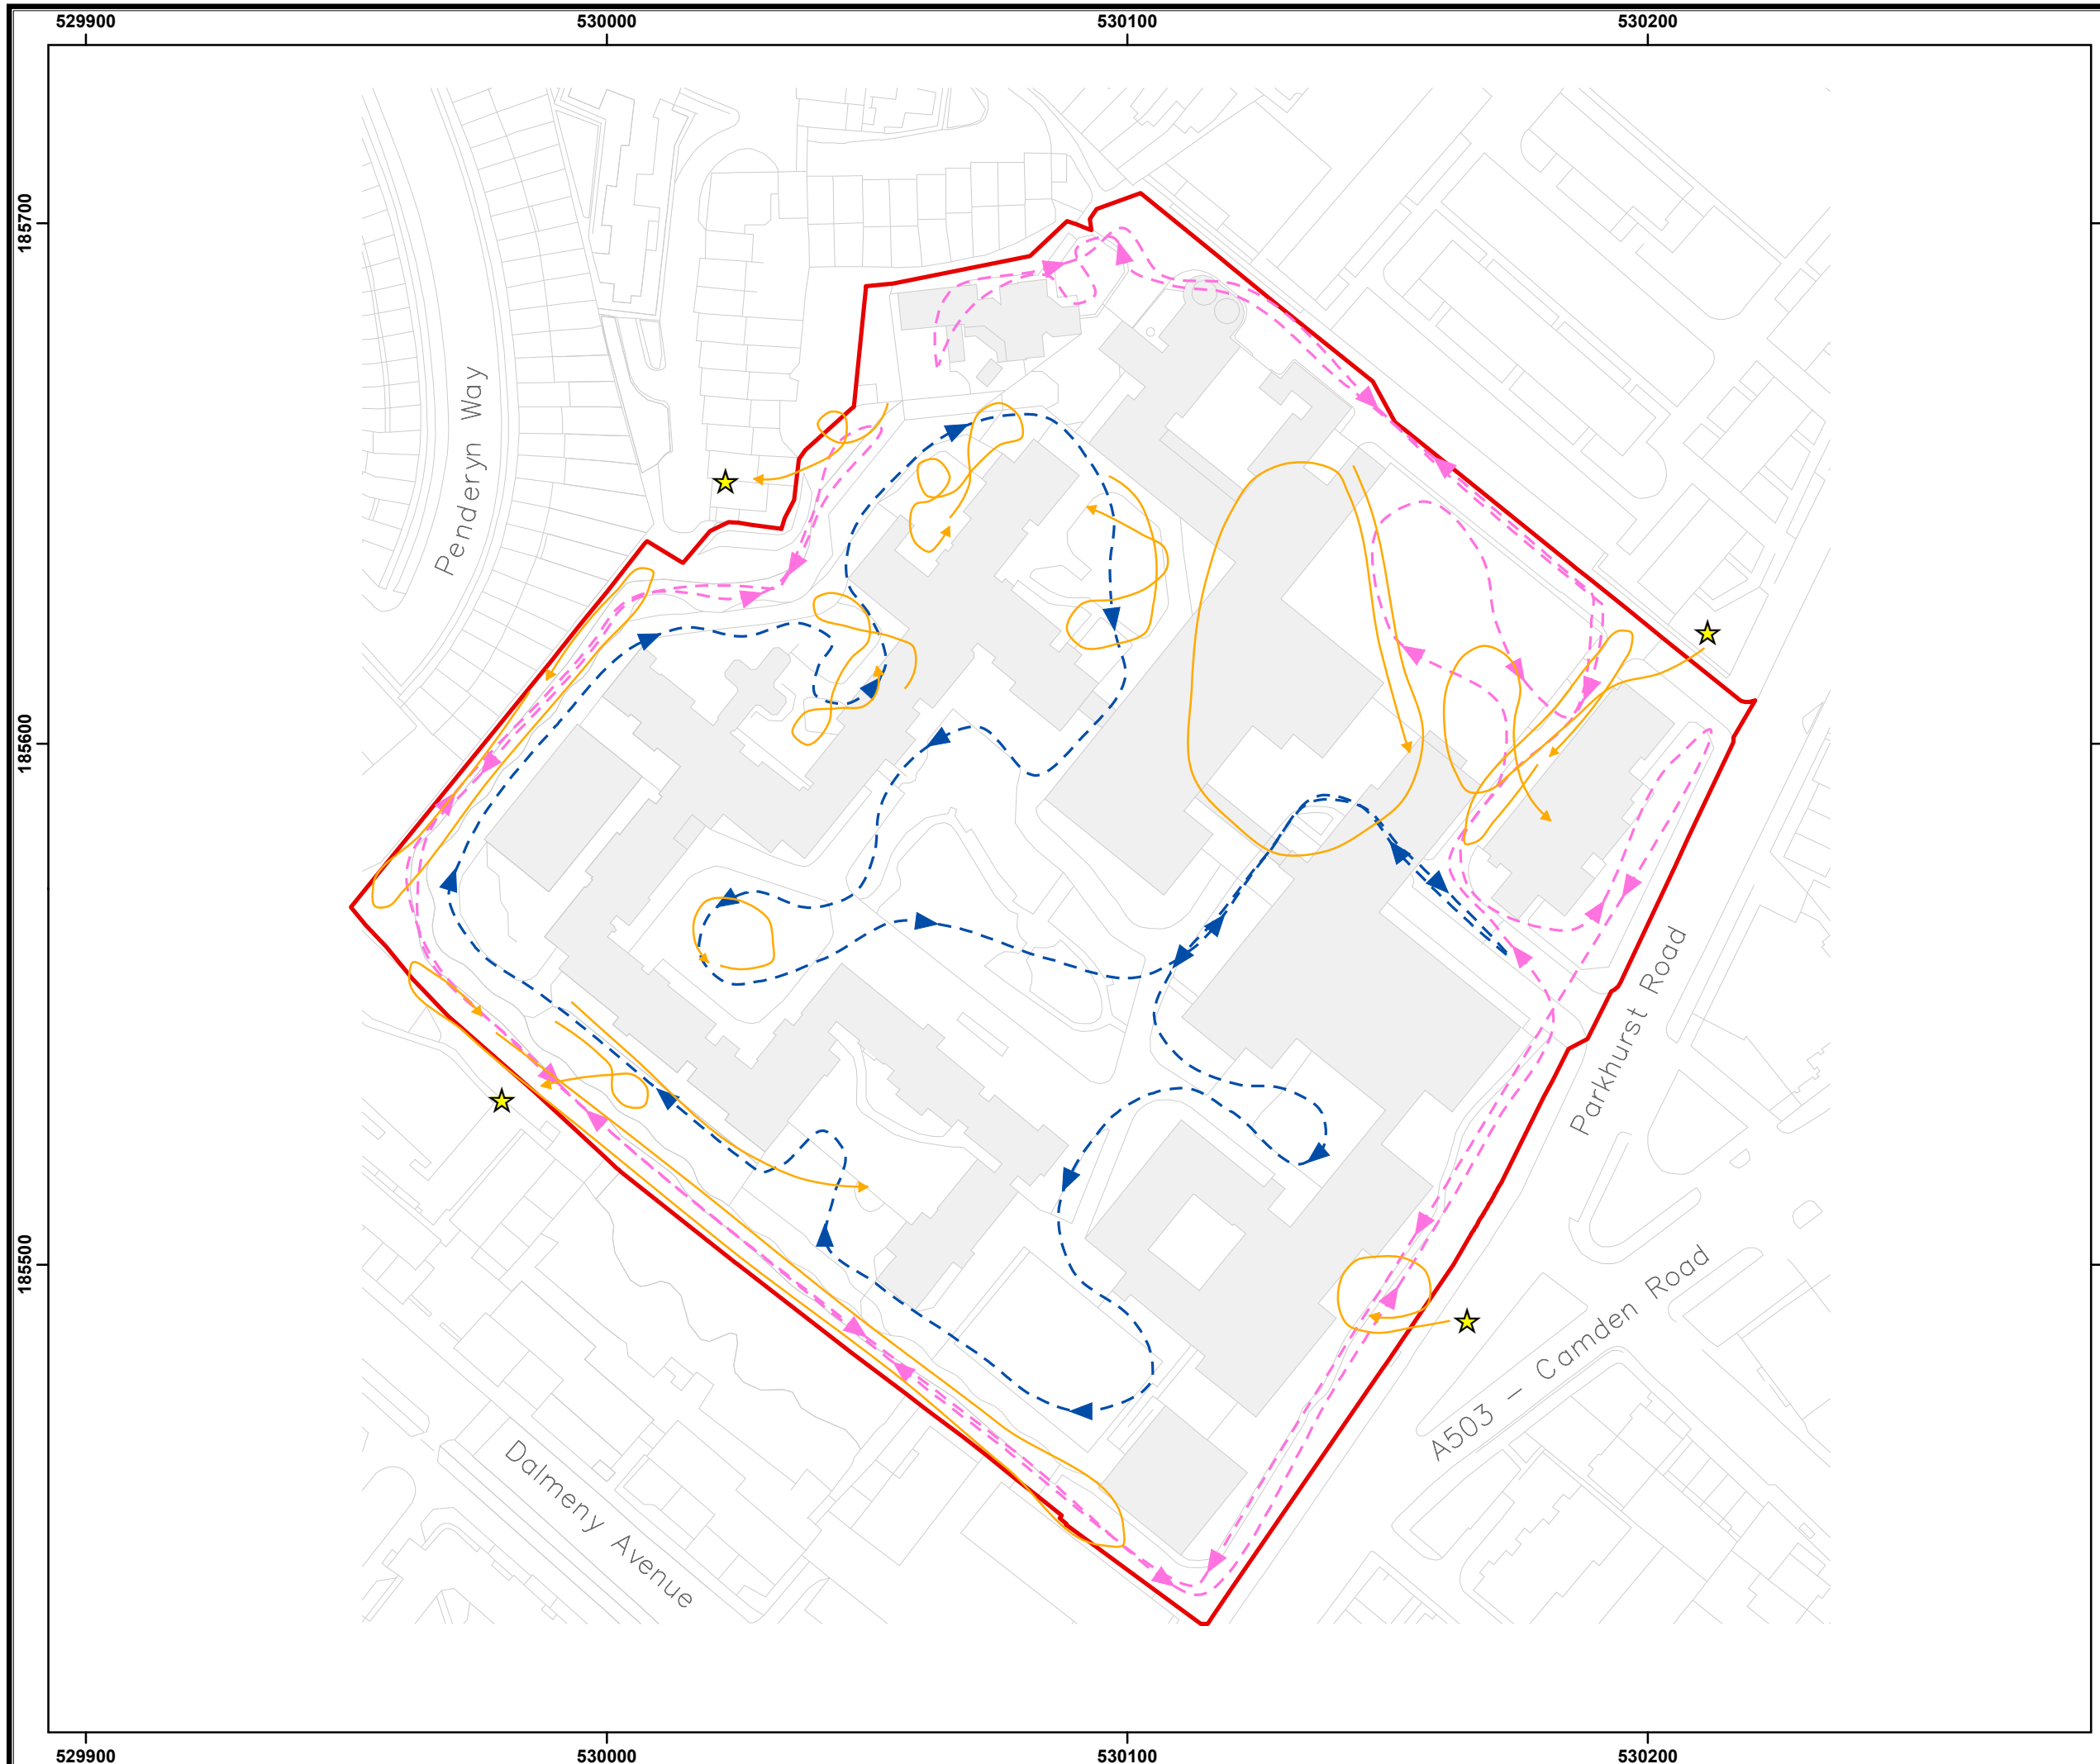 529900
530000
530100
530200
185700
185600
185500
Penderyn Way
Parkhurst Road
A503 – Camden Road
Dalmeny Avenue
529900
530000
530100
530200